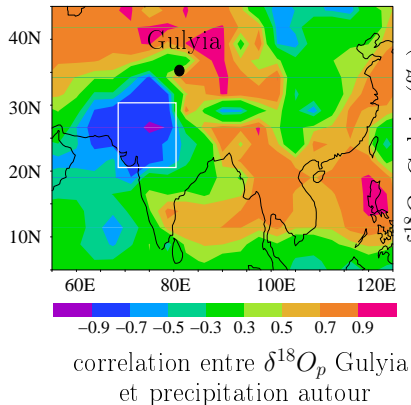 Gulyia
40N
30N
20N
10N
60E 80E 100E 120E
−0.9 −0.7 −0.5 −0.3 0.3 0.5 0.7 0.9
correlation entre δ¹⁸Oₚ Gulyia
et precipitation autour